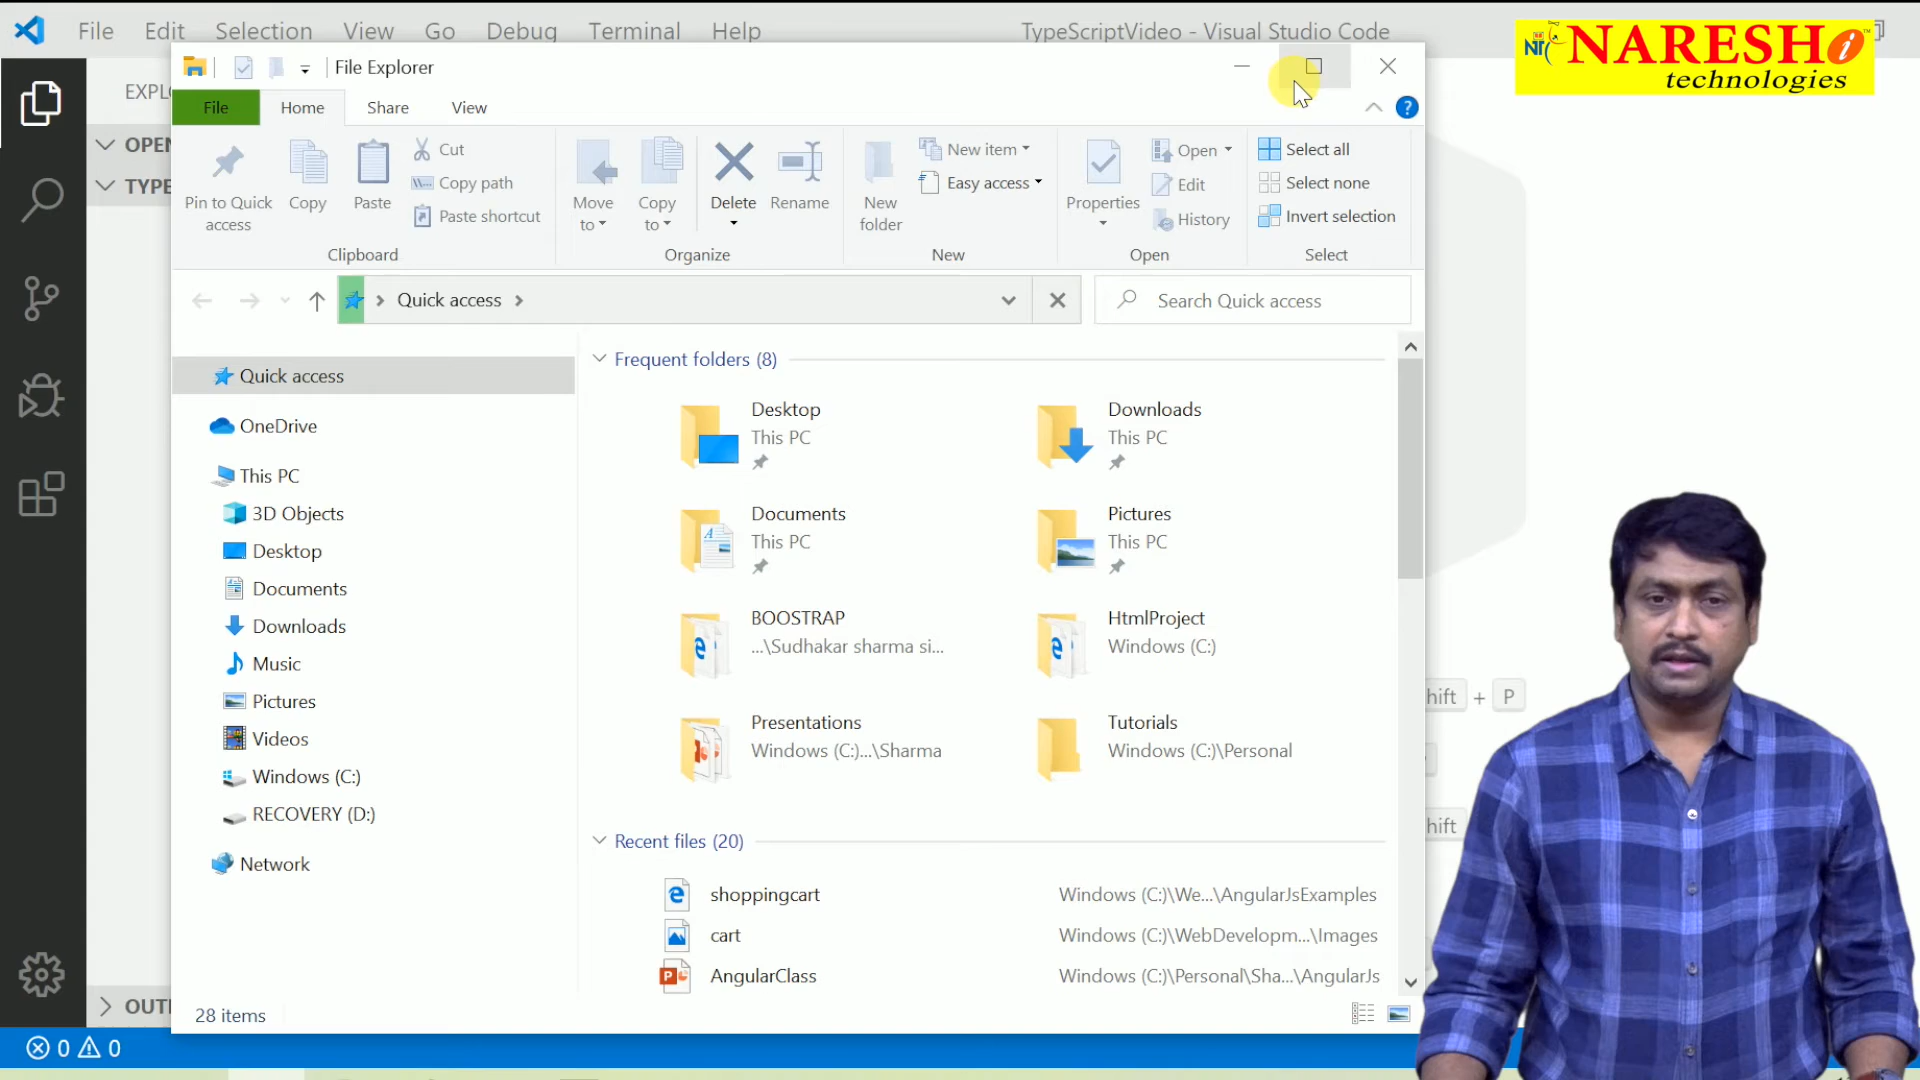 File Edit Selection View Go Debug Terminal Help TypeScriptVideo - Visual Studio Code
NARESH i
technologies
NT
File Explorer
File Home Share View
Pin to Quick access
Copy
Paste
Cut
Copy path
Paste shortcut
Clipboard
Move to
Copy to
Delete
Rename
Organize
New folder
New item
Easy access
New
Properties
Open
Edit
History
Open
Select all
Select none
Invert selection
Select
Quick access
Search Quick access
EXPL
OPEN
TYPE
OUT
Quick access
OneDrive
This PC
3D Objects
Desktop
Documents
Downloads
Music
Pictures
Videos
Windows (C:)
RECOVERY (D:)
Network
Frequent folders (8)
Desktop
This PC
Downloads
This PC
Documents
This PC
Pictures
This PC
BOOSTRAP
...\Sudhakar sharma si...
HtmlProject
Windows (C:)
Presentations
Windows (C:)...\Sharma
Tutorials
Windows (C:)\Personal
Recent files (20)
shoppingcart Windows (C:)\We...\AngularJsExamples
cart Windows (C:)\WebDevelopm...\Images
AngularClass Windows (C:)\Personal\Sha...\AngularJs
28 items
hift + P
hift
0 0